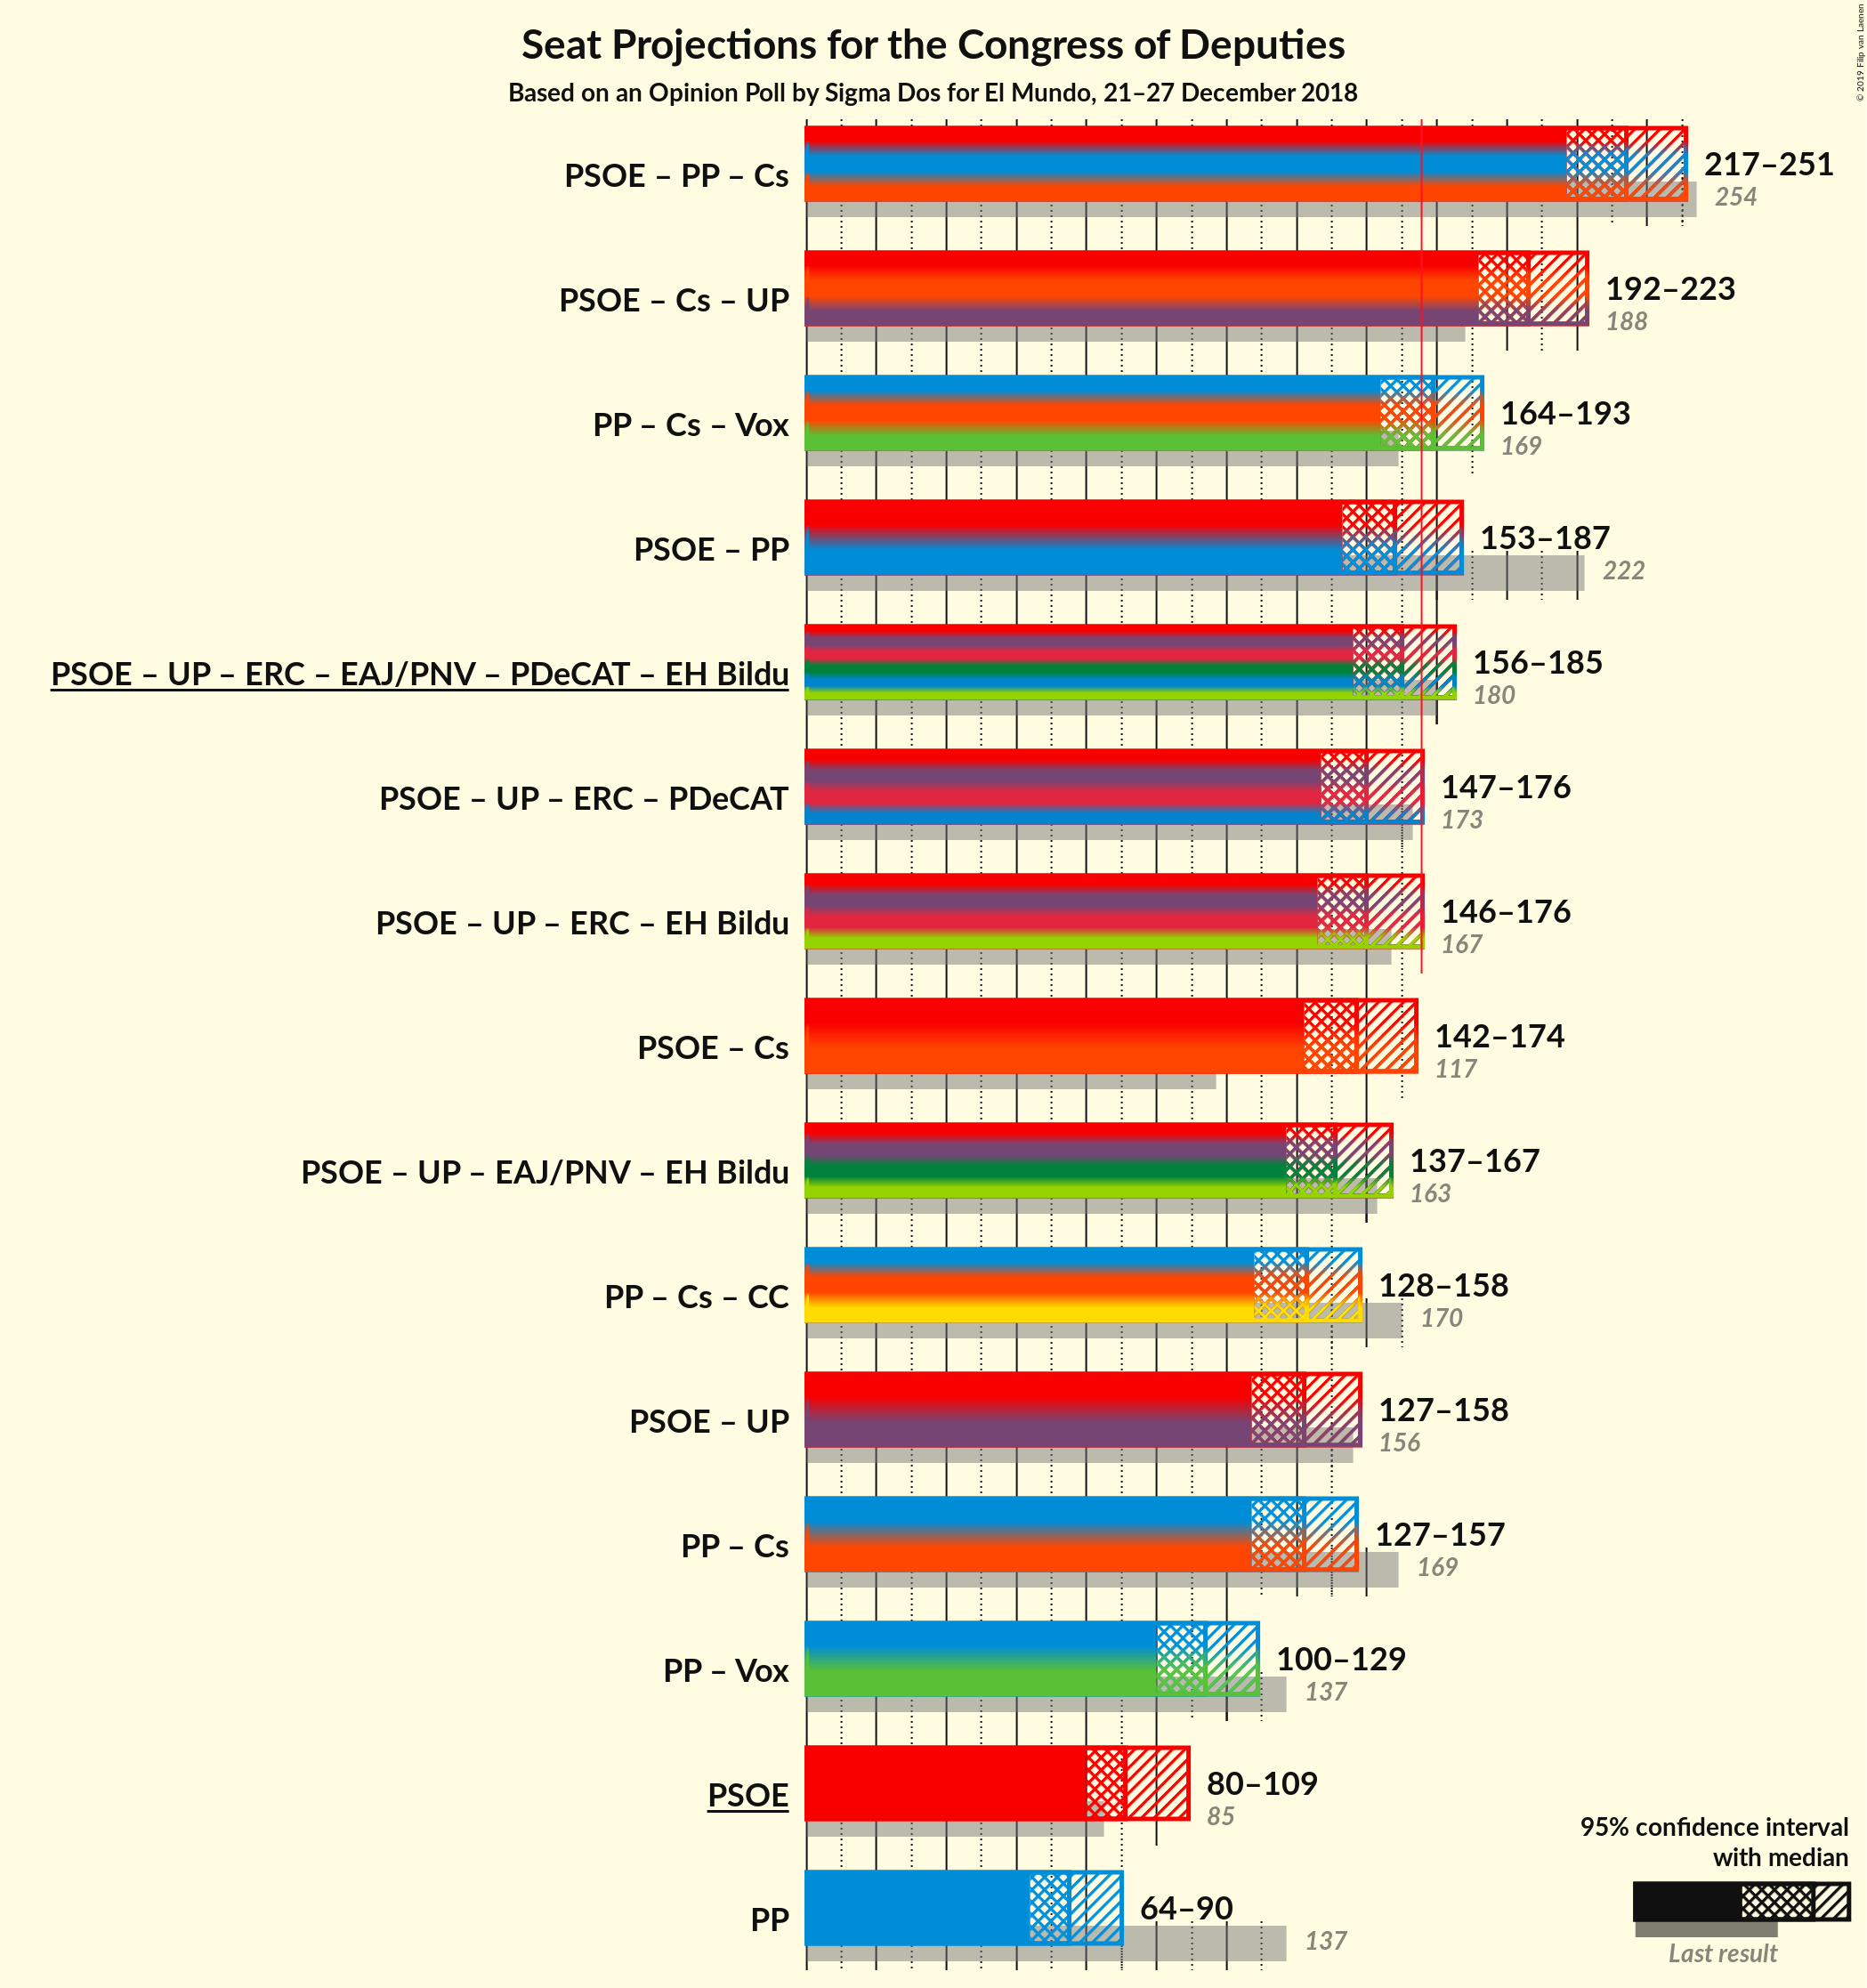 Seat Projections for the Congress of Deputies
Based on an Opinion Poll by Sigma Dos for El Mundo, 21–27 December 2018
© 2019 Filip van Laenen
PSOE – PP – Cs
217–251
254
PSOE – Cs – UP
192–223
188
PP – Cs – Vox
164–193
169
PSOE – PP
153–187
222
PSOE – UP – ERC – EAJ/PNV – PDeCAT – EH Bildu
156–185
180
PSOE – UP – ERC – PDeCAT
147–176
173
PSOE – UP – ERC – EH Bildu
146–176
167
PSOE – Cs
142–174
117
PSOE – UP – EAJ/PNV – EH Bildu
137–167
163
PP – Cs – CC
128–158
170
PSOE – UP
127–158
156
PP – Cs
127–157
169
PP – Vox
100–129
137
PSOE
80–109
85
PP
64–90
137
95% confidence interval
with median
Last result